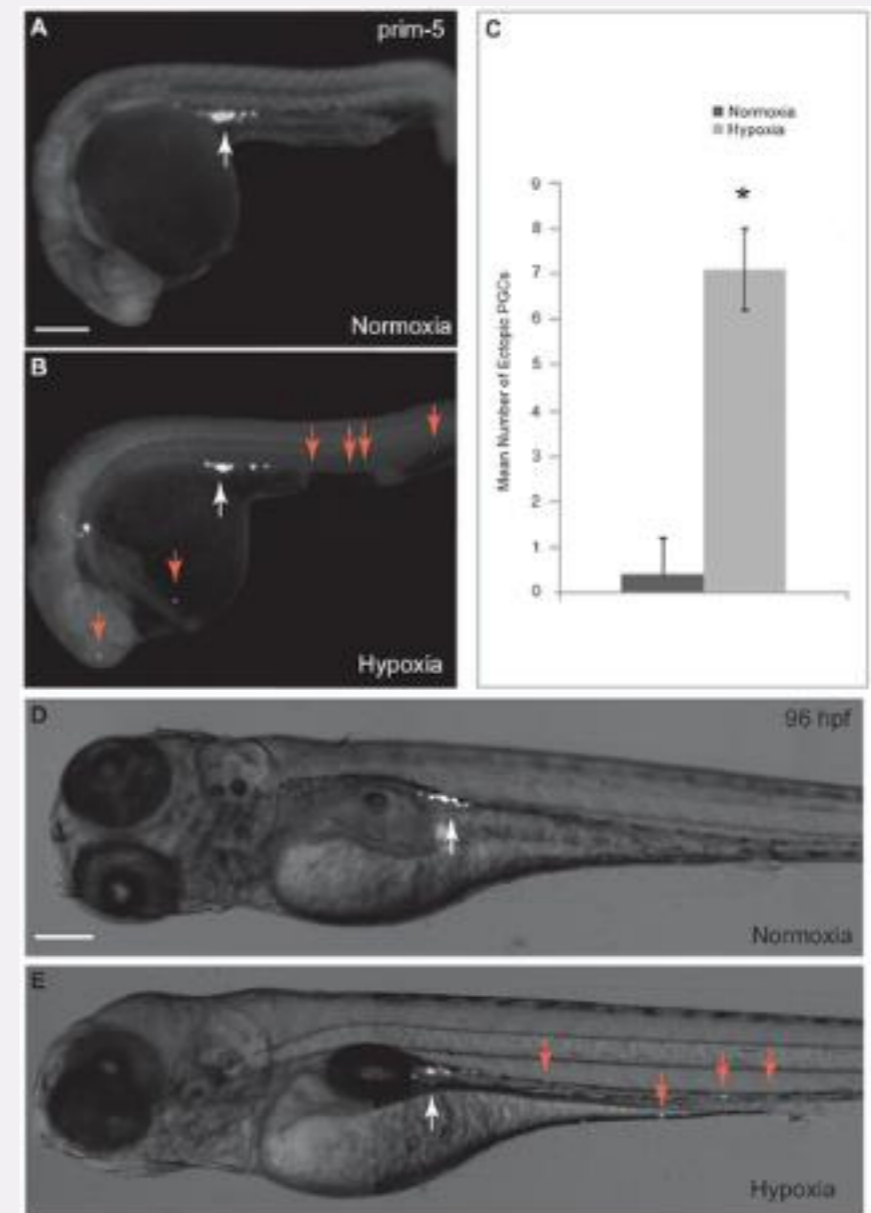 A
prim-5
Normoxia
B
Hypoxia
C
Normoxia
Hypoxia
9
*
8
7
6
5
4
3
2
1
0
Mean Number of Ectopic PGCs
D
96 hpf
Normoxia
E
Hypoxia